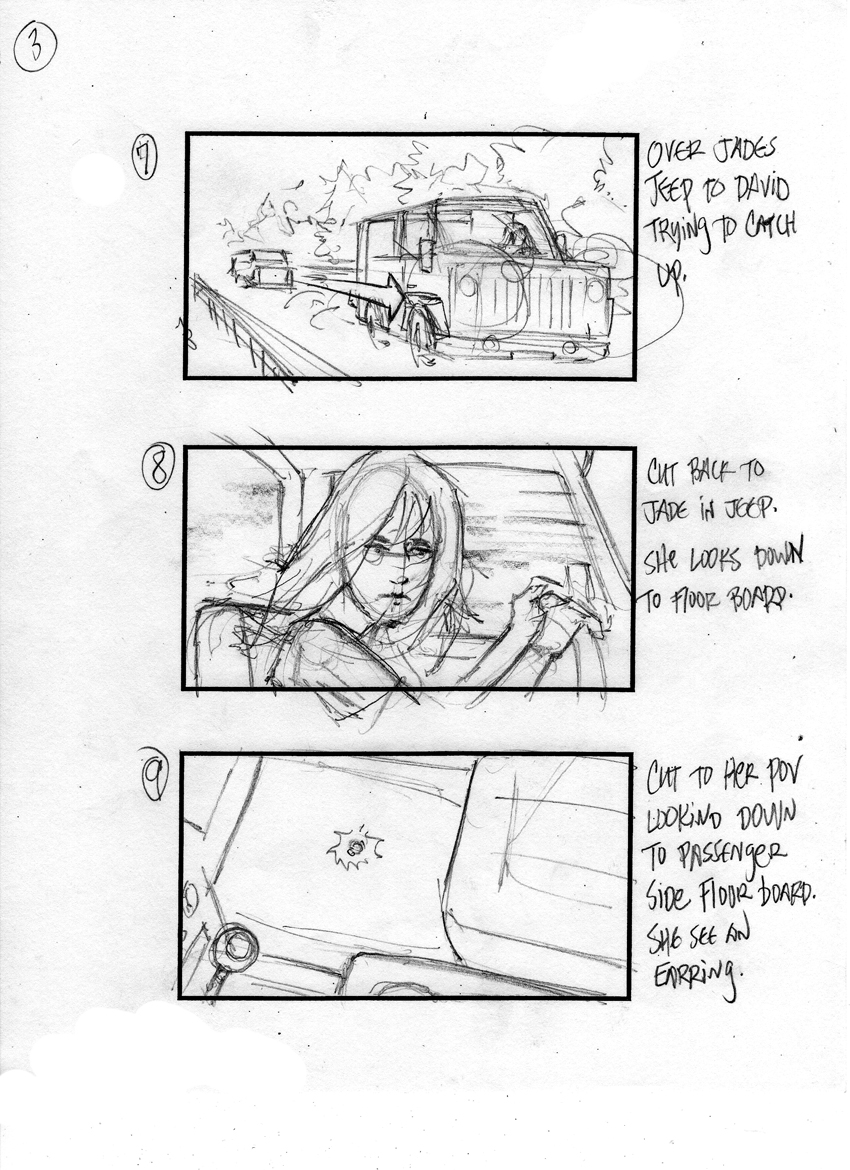 3
7
OVER JADES
JEEP TO DAVID
TRYING TO CATCH
UP.
8
CUT BACK TO
JADE IN JEEP.
SHE LOOKS DOWN
TO FLOOR BOARD.
9
CUT TO HER POV
LOOKING DOWN
TO PASSENGER
SIDE FLOOR BOARD.
SHE SEE AN
EARRING.